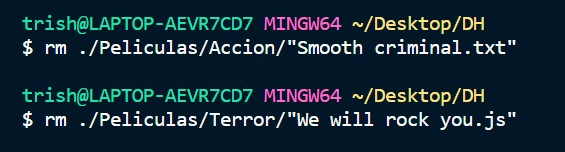 trish@LAPTOP-AEVR7CD7 MINGW64 ~/Desktop/DH
$ rm ./Peliculas/Accion/"Smooth criminal.txt"
trish@LAPTOP-AEVR7CD7 MINGW64 ~/Desktop/DH
$ rm ./Peliculas/Terror/"We will rock you.js"